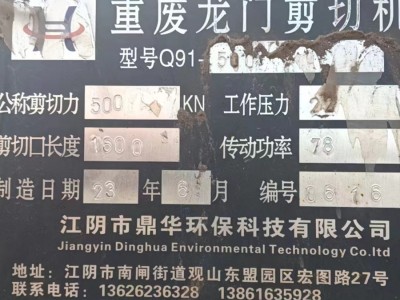 重废龙门剪切机
型号Q91-
公称剪切力 500 KN 工作压力
剪切口长度 1600 传动功率 78
制造日期 23 年 月 编号
江阴市鼎华环保科技有限公司
Jiangyin Dinghua Environmental Technology Co.ltd
地址：江阴市南闸街道观山东盟园区宏图路27号
联系电话：13626236328 13861635928